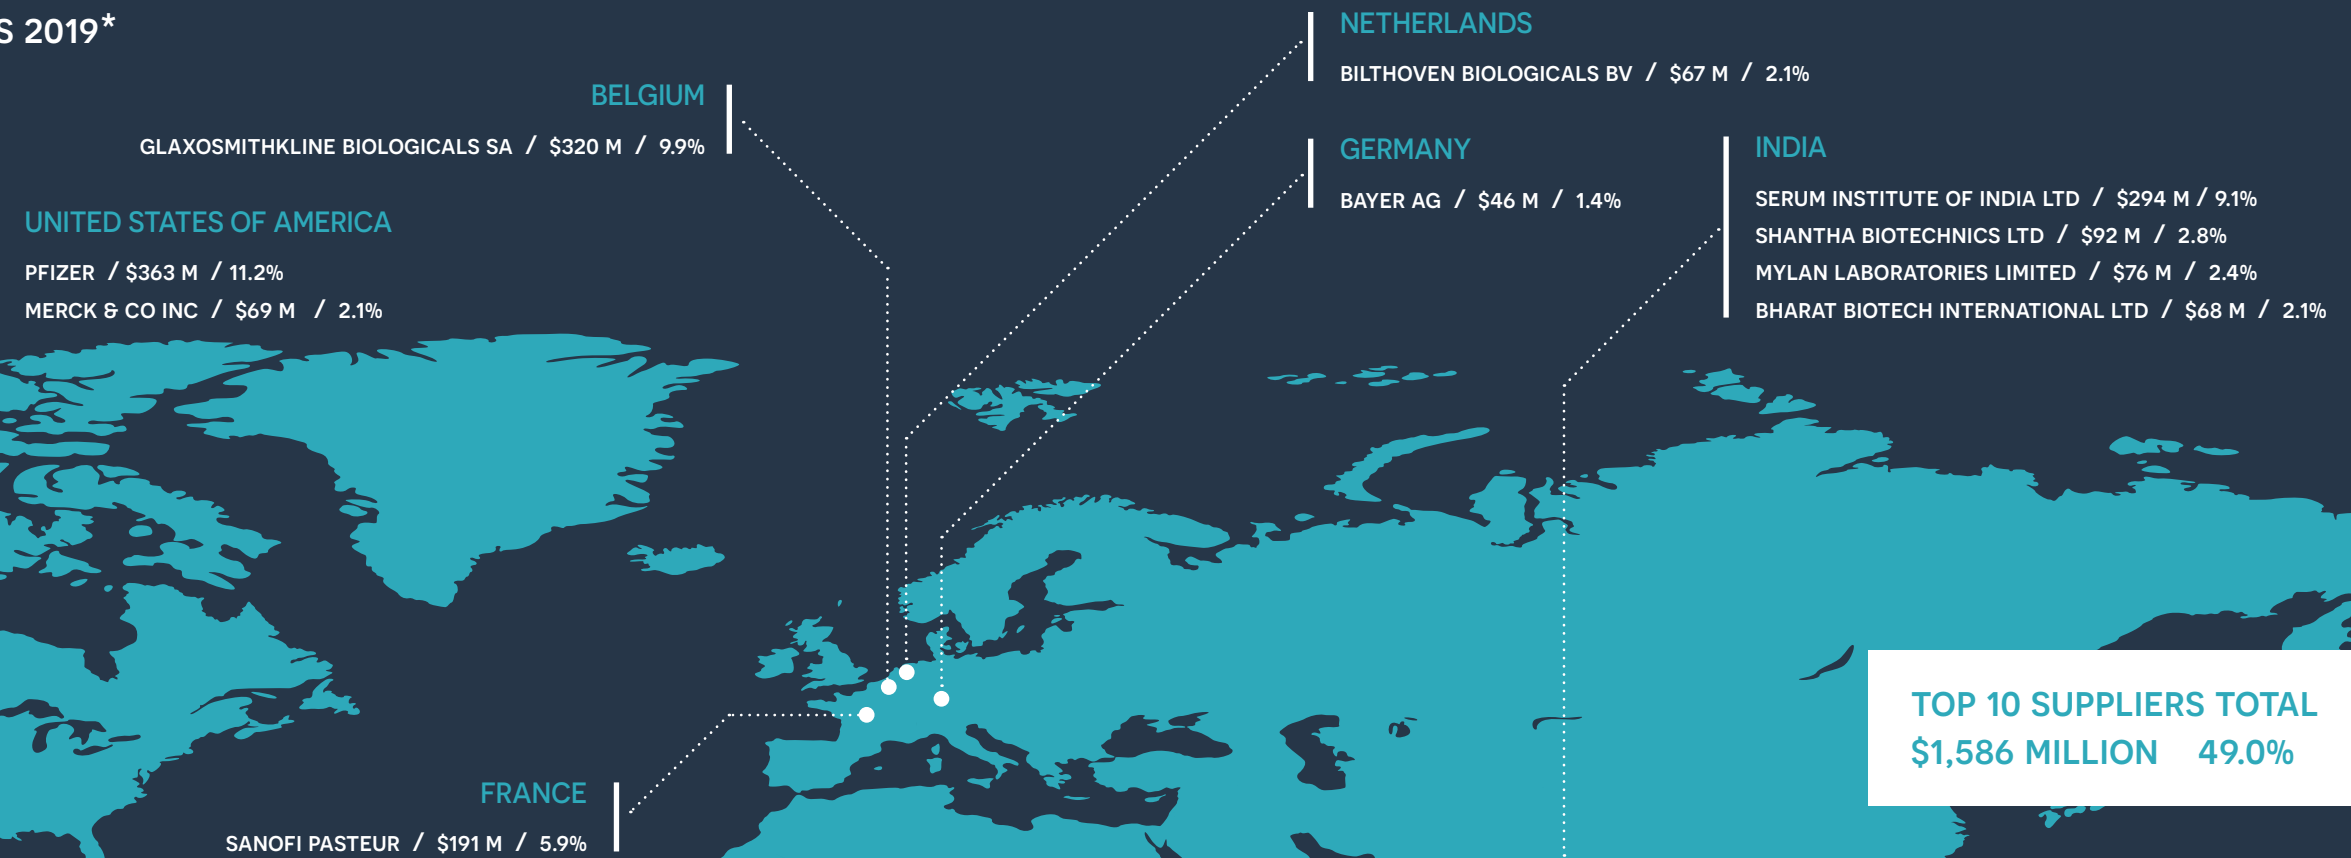 S 2019*
BELGIUM
GLAXOSMITHKLINE BIOLOGICALS SA / $320 M / 9.9%
UNITED STATES OF AMERICA
PFIZER / $363 M / 11.2%
MERCK & CO INC / $69 M / 2.1%
NETHERLANDS
BILTHOVEN BIOLOGICALS BV / $67 M / 2.1%
GERMANY
BAYER AG / $46 M / 1.4%
INDIA
SERUM INSTITUTE OF INDIA LTD / $294 M / 9.1%
SHANTHA BIOTECHNICS LTD / $92 M / 2.8%
MYLAN LABORATORIES LIMITED / $76 M / 2.4%
BHARAT BIOTECH INTERNATIONAL LTD / $68 M / 2.1%
FRANCE
SANOFI PASTEUR / $191 M / 5.9%
TOP 10 SUPPLIERS TOTAL
$1,586 MILLION 49.0%